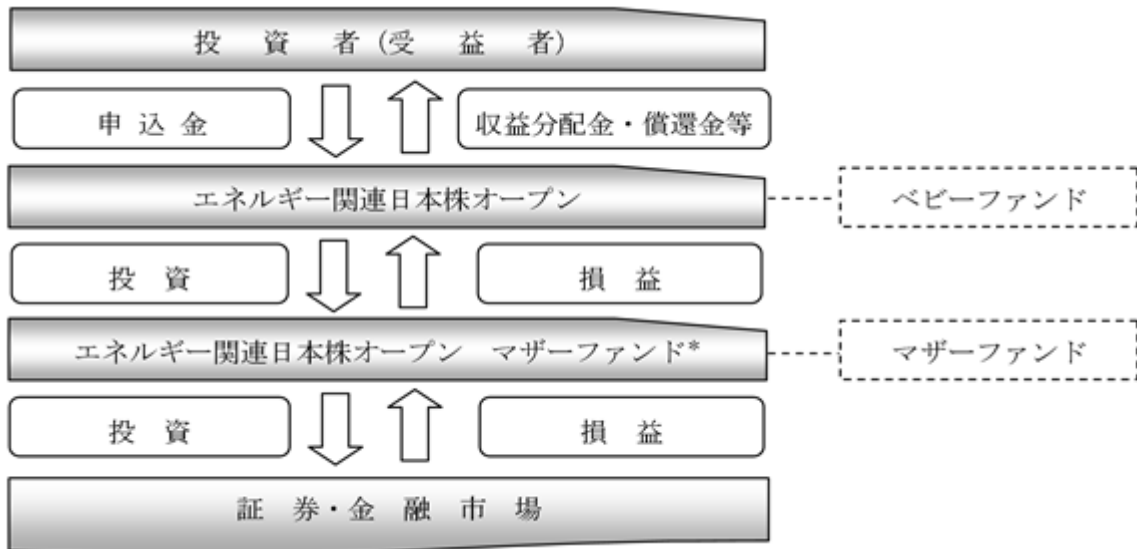 投資者(受益者)
申込金
収益分配金・償還金等
エネルギー関連日本株オープン
ベビーファンド
投資
損益
エネルギー関連日本株オープン マザーファンド*
マザーファンド
投資
損益
証券・金融市場